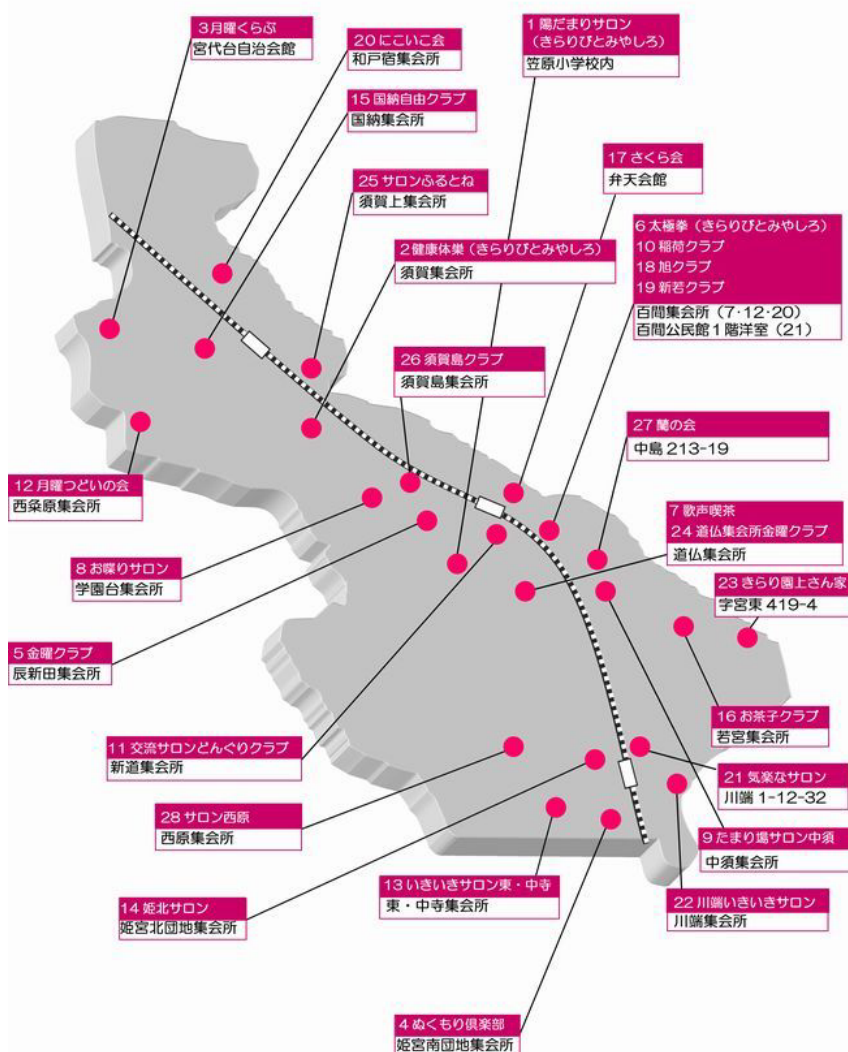 3月曜くらぶ
宮代台自治会館
20にこいこ会
和戸宿集会所
1 陽だまりサロン
（きらりびとみやしろ）
笠原小学校内
15 国納自由クラブ
国納集会所
17 さくら会
弁天会館
25 サロンふるとね
須賀上集会所
2健康体巣（きらりびとみやしろ）
須賀集会所
6 太極拳（きらりびとみやしろ）
10 稲荷クラブ
18 旭クラブ
19 新若クラブ
百間集会所（7･12･20）
百間公民館1階洋室（21）
26 須賀島クラブ
須賀島集会所
27 蘭の会
中島 213-19
12 月曜つどいの会
西粂原集会所
7 歌声喫茶
24 道仏集会所金曜クラブ
道仏集会所
8 お喋りサロン
学園台集会所
23 きらり園上さん家
字宮東 419-4
5 金曜クラブ
辰新田集会所
16 お茶子クラブ
若宮集会所
11 交流サロンどんぐりクラブ
新道集会所
21 気楽なサロン
川端 1-12-32
28 サロン西原
西原集会所
9 たまり場サロン中須
中須集会所
13 いきいきサロン東・中寺
東・中寺集会所
22 川端いきいきサロン
川端集会所
14 姫北サロン
姫宮北団地集会所
4 ぬくもり倶楽部
姫宮南団地集会所